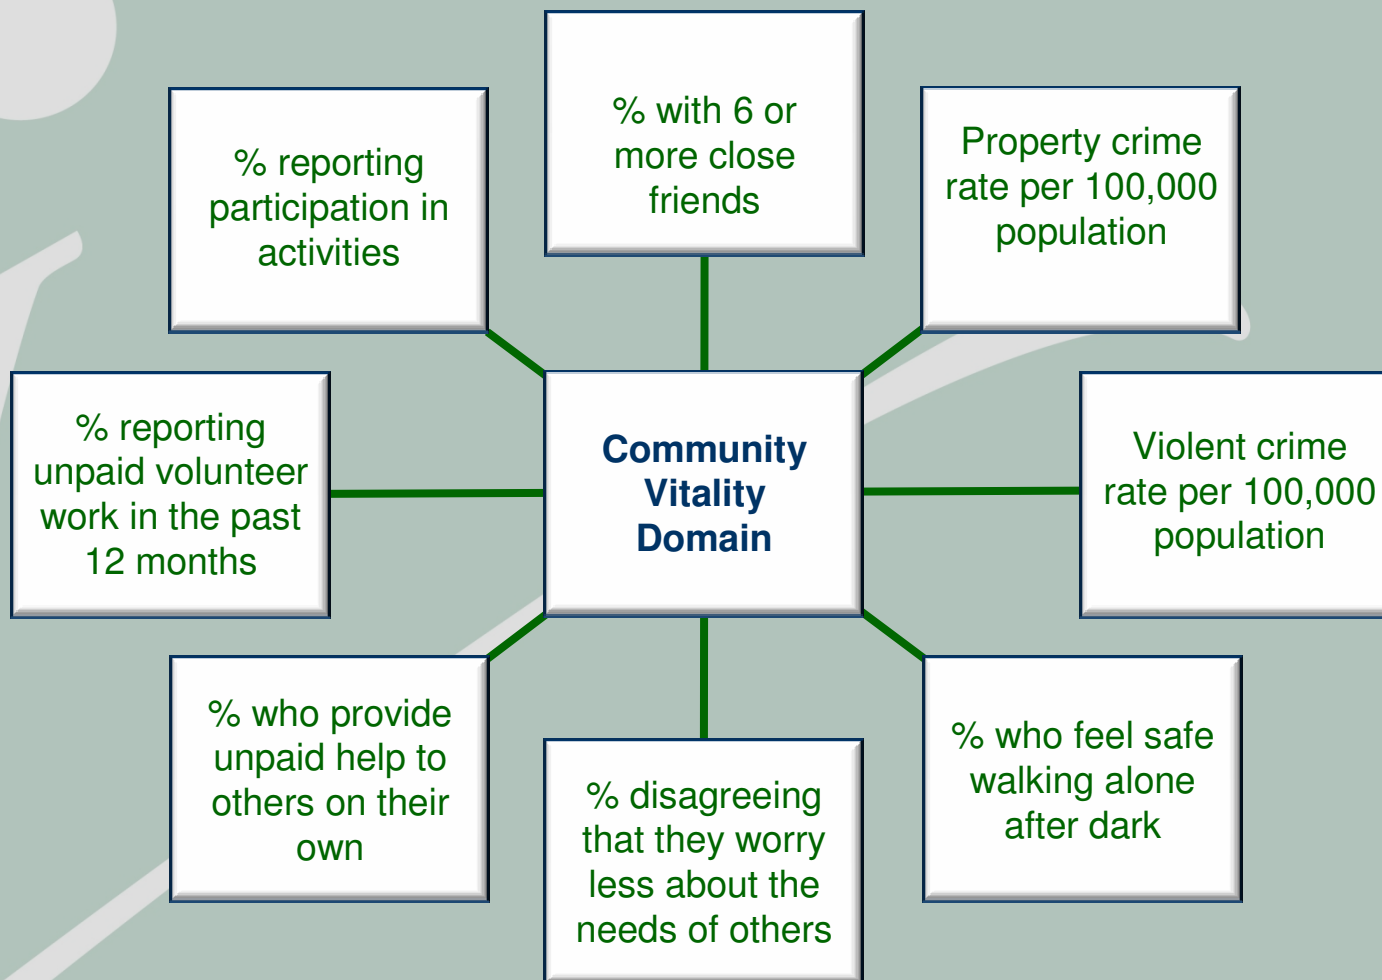 % with 6 or
more close
friends
% reporting
participation in
activities
Property crime
rate per 100,000
population
% reporting
unpaid volunteer
work in the past
12 months
Community
Vitality
Domain
Violent crime
rate per 100,000
population
% who provide
unpaid help to
others on their
own
% disagreeing
that they worry
less about the
needs of others
% who feel safe
walking alone
after dark